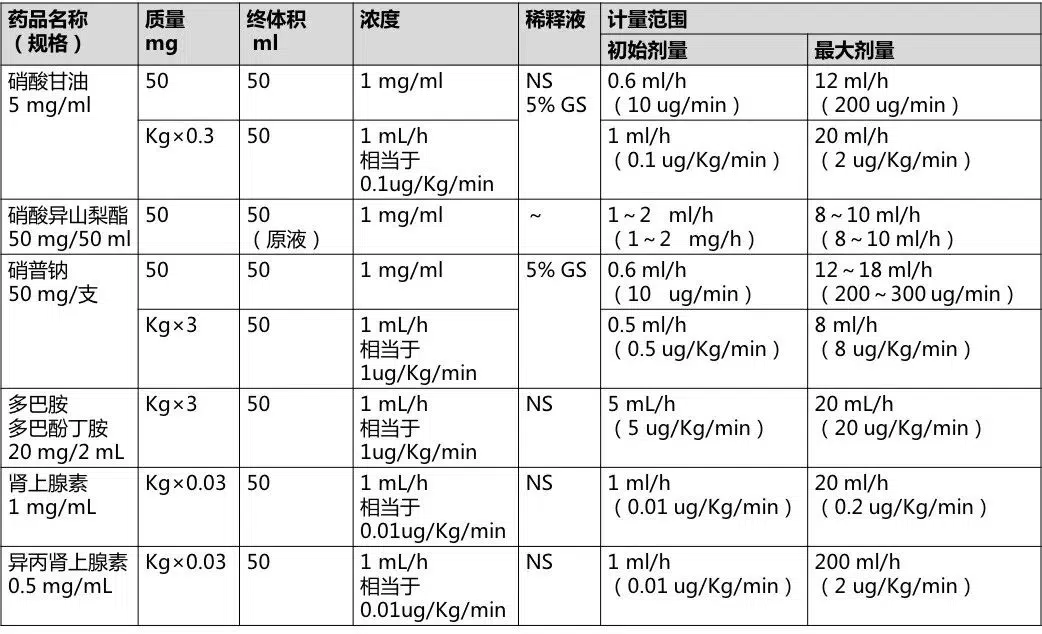 药品名称
（规格）
质量
mg
终体积
ml
浓度
稀释液
计量范围
初始剂量
最大剂量
硝酸甘油
5 mg/ml
50
50
1 mg/ml
NS
5% GS
0.6 ml/h
（10 ug/min）
12 ml/h
（200 ug/min）
Kg×0.3
50
1 mL/h
相当于
0.1ug/Kg/min
1 ml/h
（0.1 ug/Kg/min）
20 ml/h
（2 ug/Kg/min）
硝酸异山梨酯
50 mg/50 ml
50
50
（原液）
1 mg/ml
~
1～2 ml/h
（1～2 mg/h）
8～10 ml/h
（8～10 ml/h）
硝普钠
50 mg/支
50
50
1 mg/ml
5% GS
0.6 ml/h
（10 ug/min）
12～18 ml/h
（200～300 ug/min）
Kg×3
50
1 mL/h
相当于
1ug/Kg/min
0.5 ml/h
（0.5 ug/Kg/min）
8 ml/h
（8 ug/Kg/min）
多巴胺
多巴酚丁胺
20 mg/2 mL
Kg×3
50
1 mL/h
相当于
1ug/Kg/min
NS
5 mL/h
（5 ug/Kg/min）
20 mL/h
（20 ug/Kg/min）
肾上腺素
1 mg/mL
Kg×0.03
50
1 mL/h
相当于
0.01ug/Kg/min
NS
1 ml/h
（0.01 ug/Kg/min）
20 ml/h
（0.2 ug/Kg/min）
异丙肾上腺素
0.5 mg/mL
Kg×0.03
50
1 mL/h
相当于
0.01ug/Kg/min
NS
1 ml/h
（0.01 ug/Kg/min）
200 ml/h
（2 ug/Kg/min）